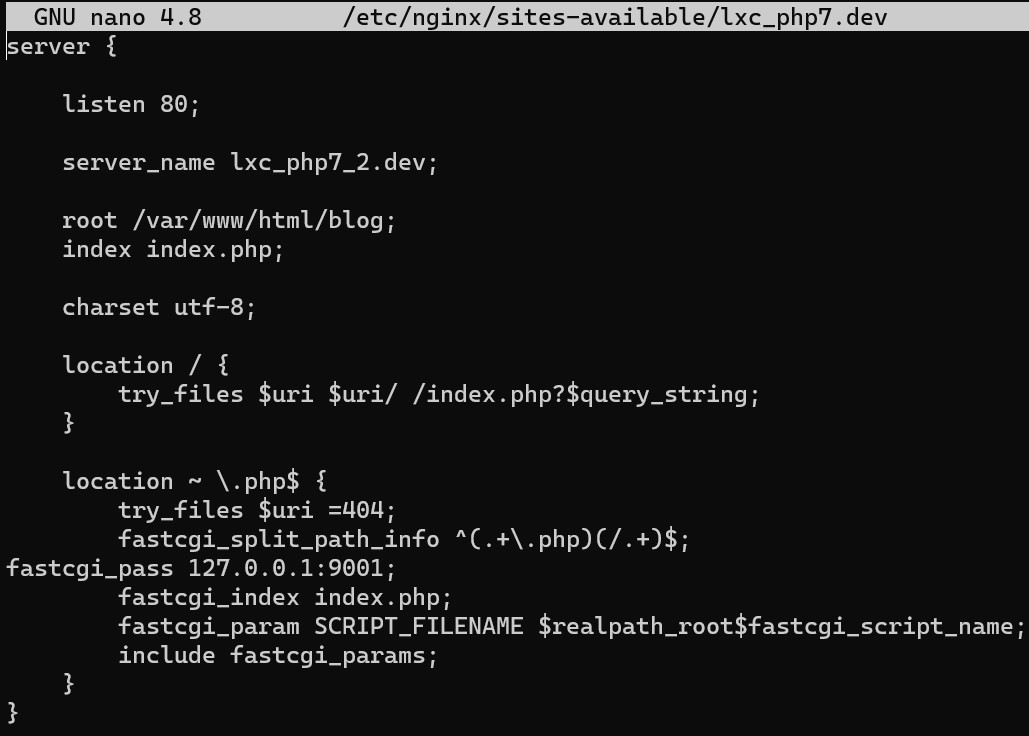 GNU nano 4.8 /etc/nginx/sites-available/lxc_php7.dev
server {
listen 80;
server_name lxc_php7_2.dev;
root /var/www/html/blog;
index index.php;
charset utf-8;
location / {
try_files $uri $uri/ /index.php?$query_string;
}
location ~ \.php$ {
try_files $uri =404;
fastcgi_split_path_info ^(.+\.php)(/.+)$;
fastcgi_pass 127.0.0.1:9001;
fastcgi_index index.php;
fastcgi_param SCRIPT_FILENAME $realpath_root$fastcgi_script_name;
include fastcgi_params;
}
}